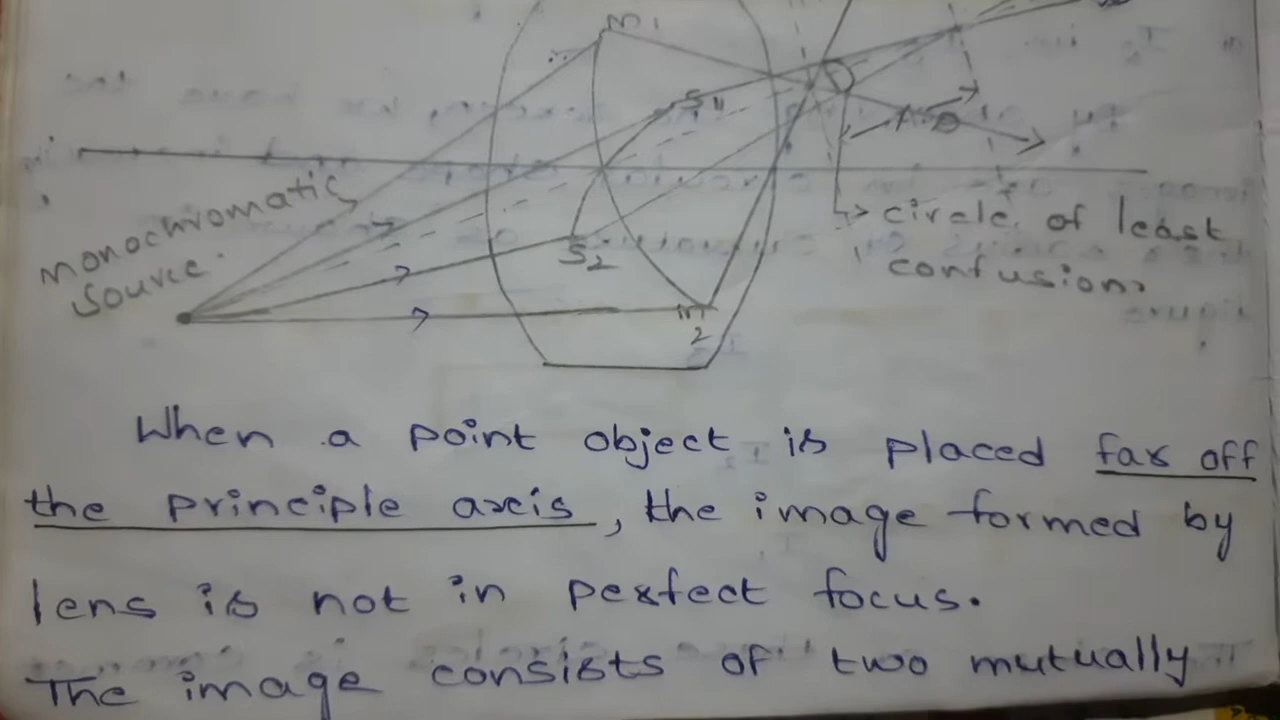 M1
S1
monochromatic
source.
S2
M2
A B
circle of least
confusion
When a point object is placed far off
the principle axis, the image formed by
lens is not in perfect focus.
The image consists of two mutually